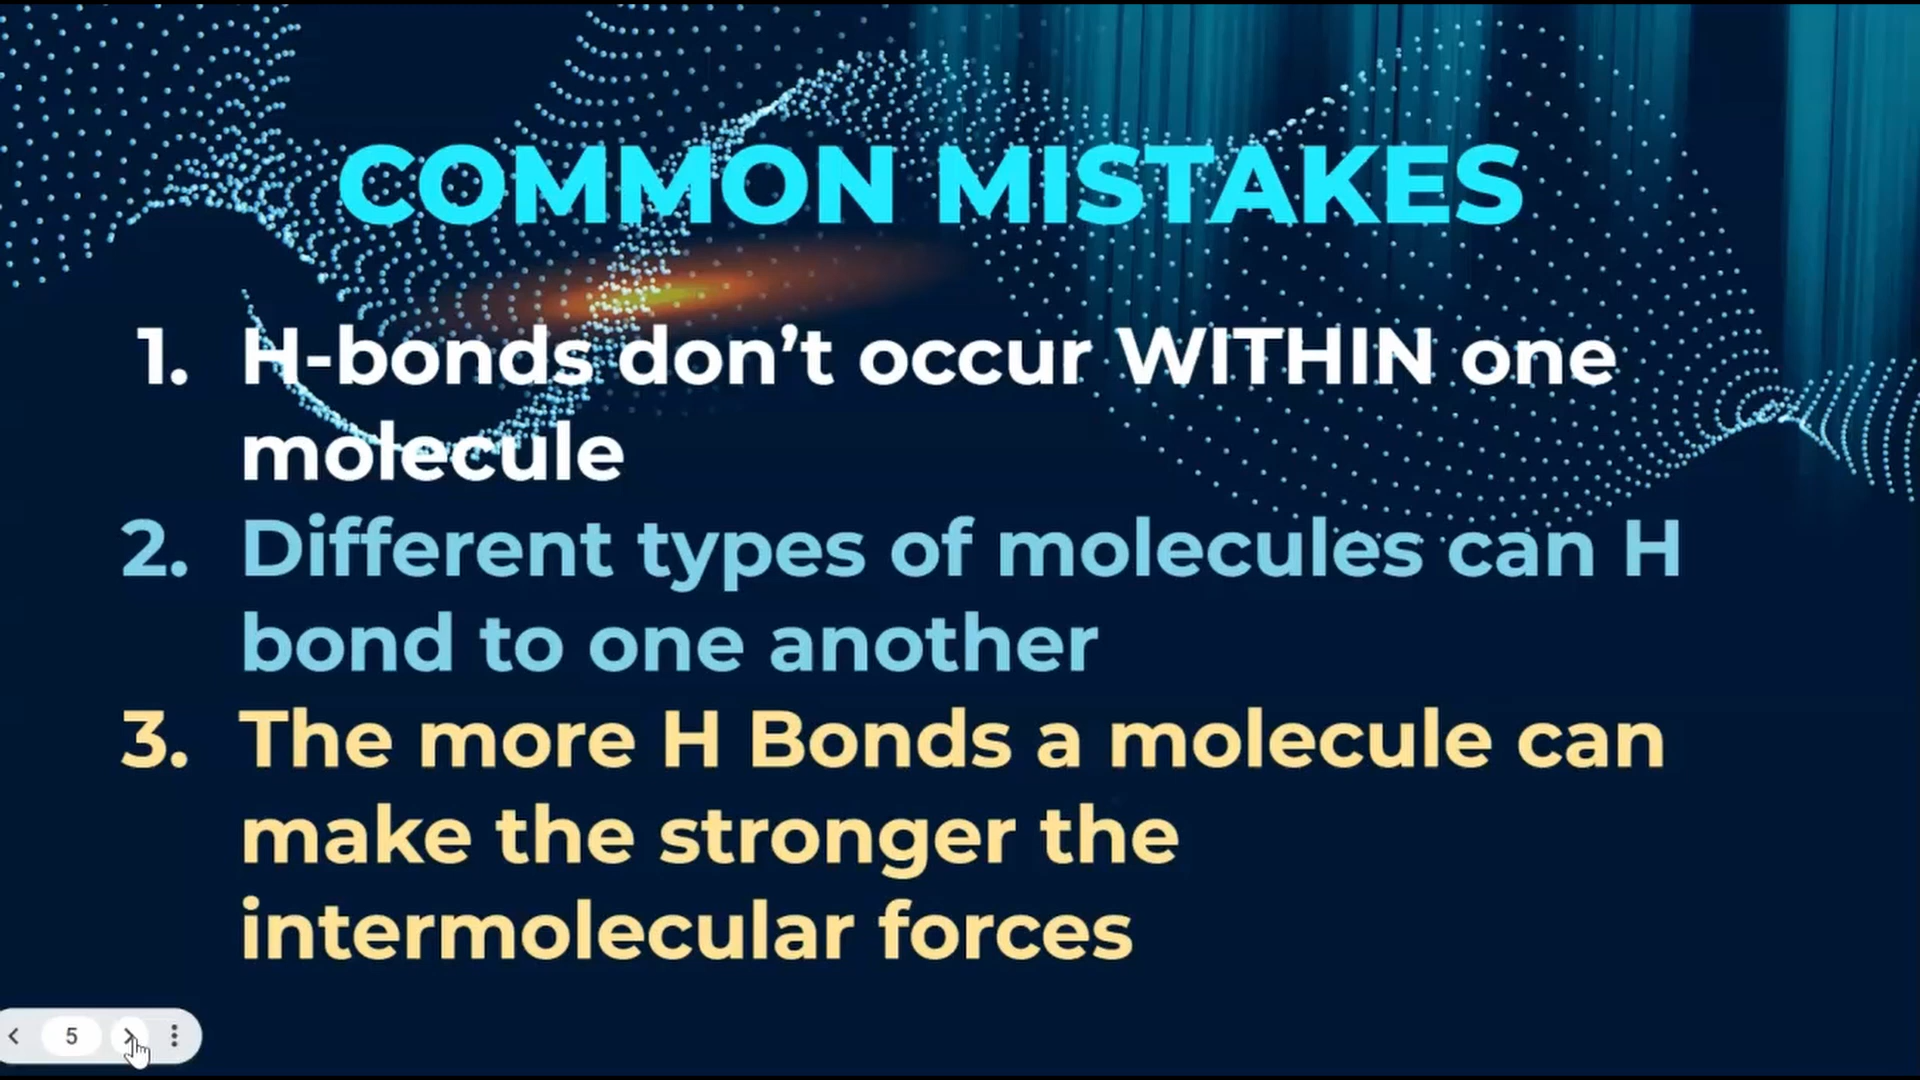 COMMON MISTAKES
1. H-bonds don’t occur WITHIN one
molecule
2. Different types of molecules can H
bond to one another
3. The more H Bonds a molecule can
make the stronger the
intermolecular forces
5